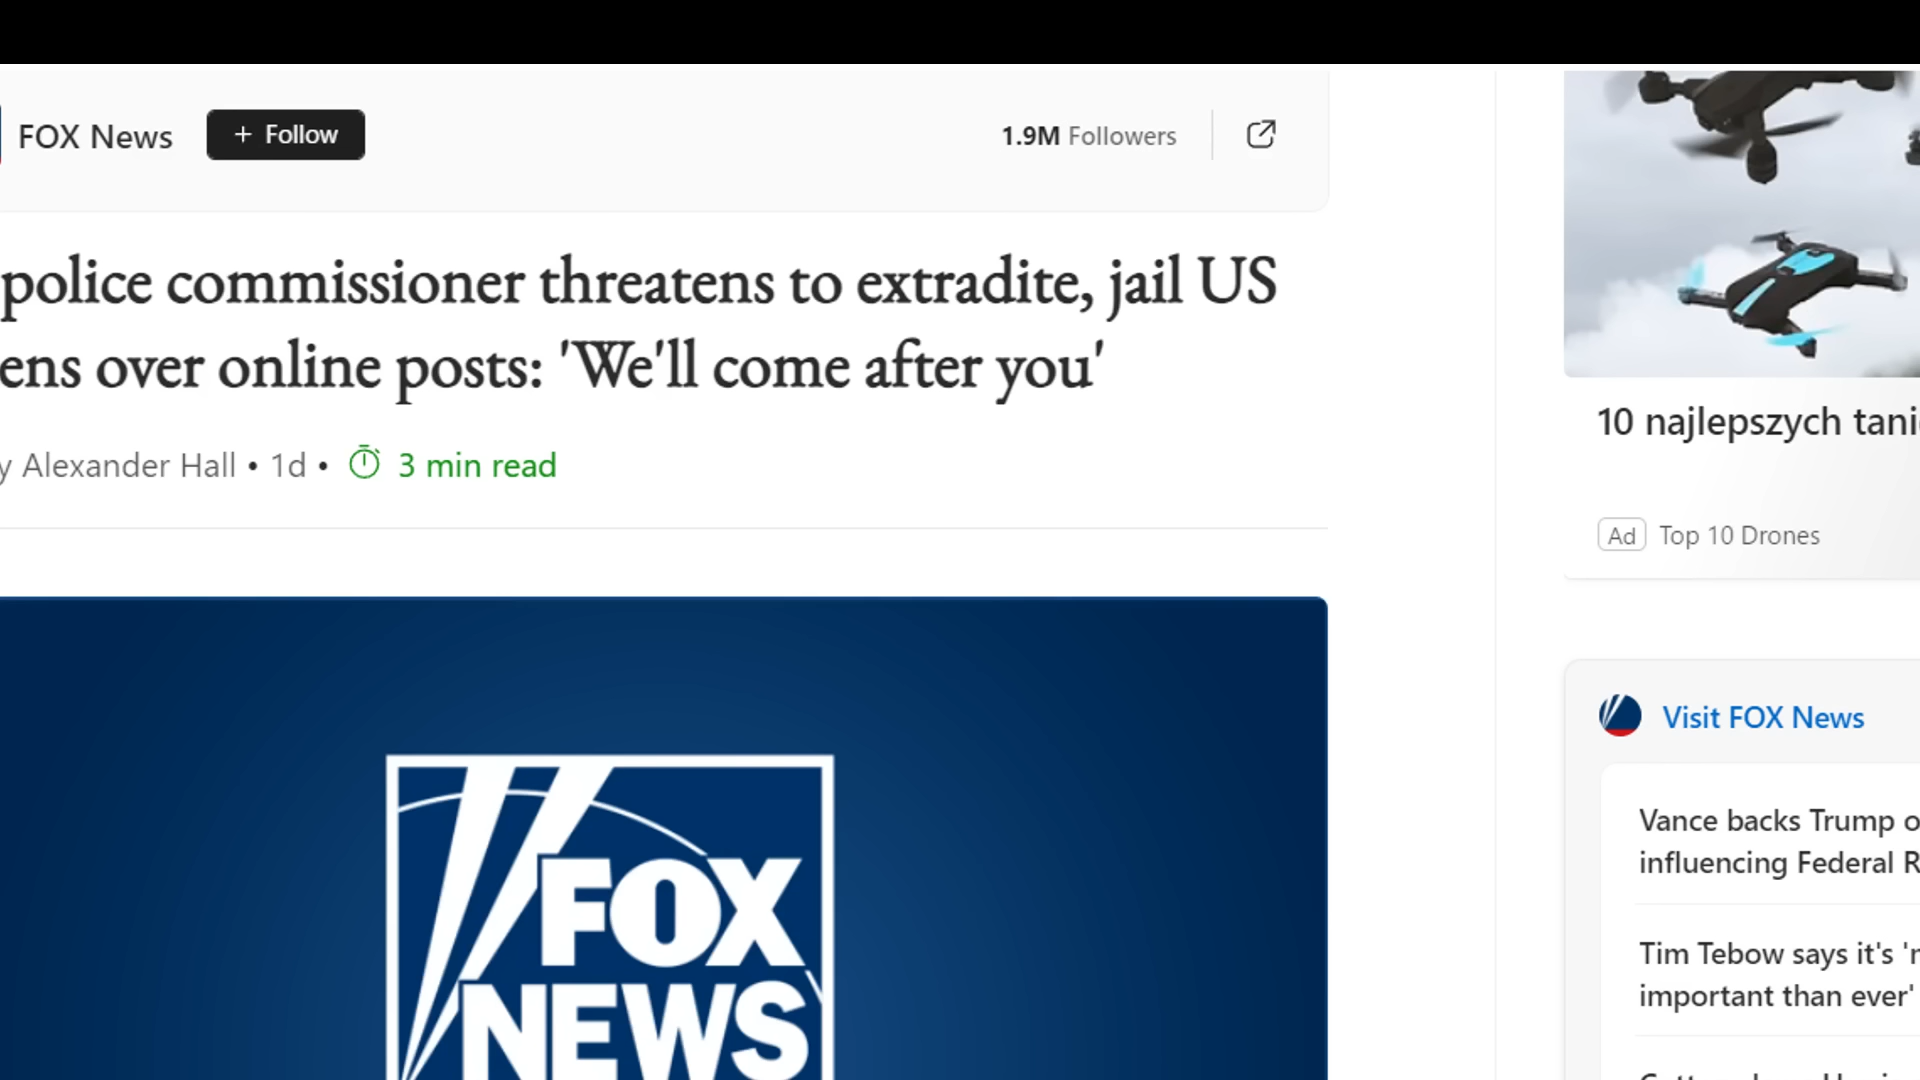 FOX News
+ Follow
1.9M Followers
police commissioner threatens to extradite, jail US
ens over online posts: 'We'll come after you'
y Alexander Hall • 1d •
3 min read
FOX
NEWS
10 najlepszych tani
Ad
Top 10 Drones
Visit FOX News
Vance backs Trump o
influencing Federal R
Tim Tebow says it's 'r
important than ever'